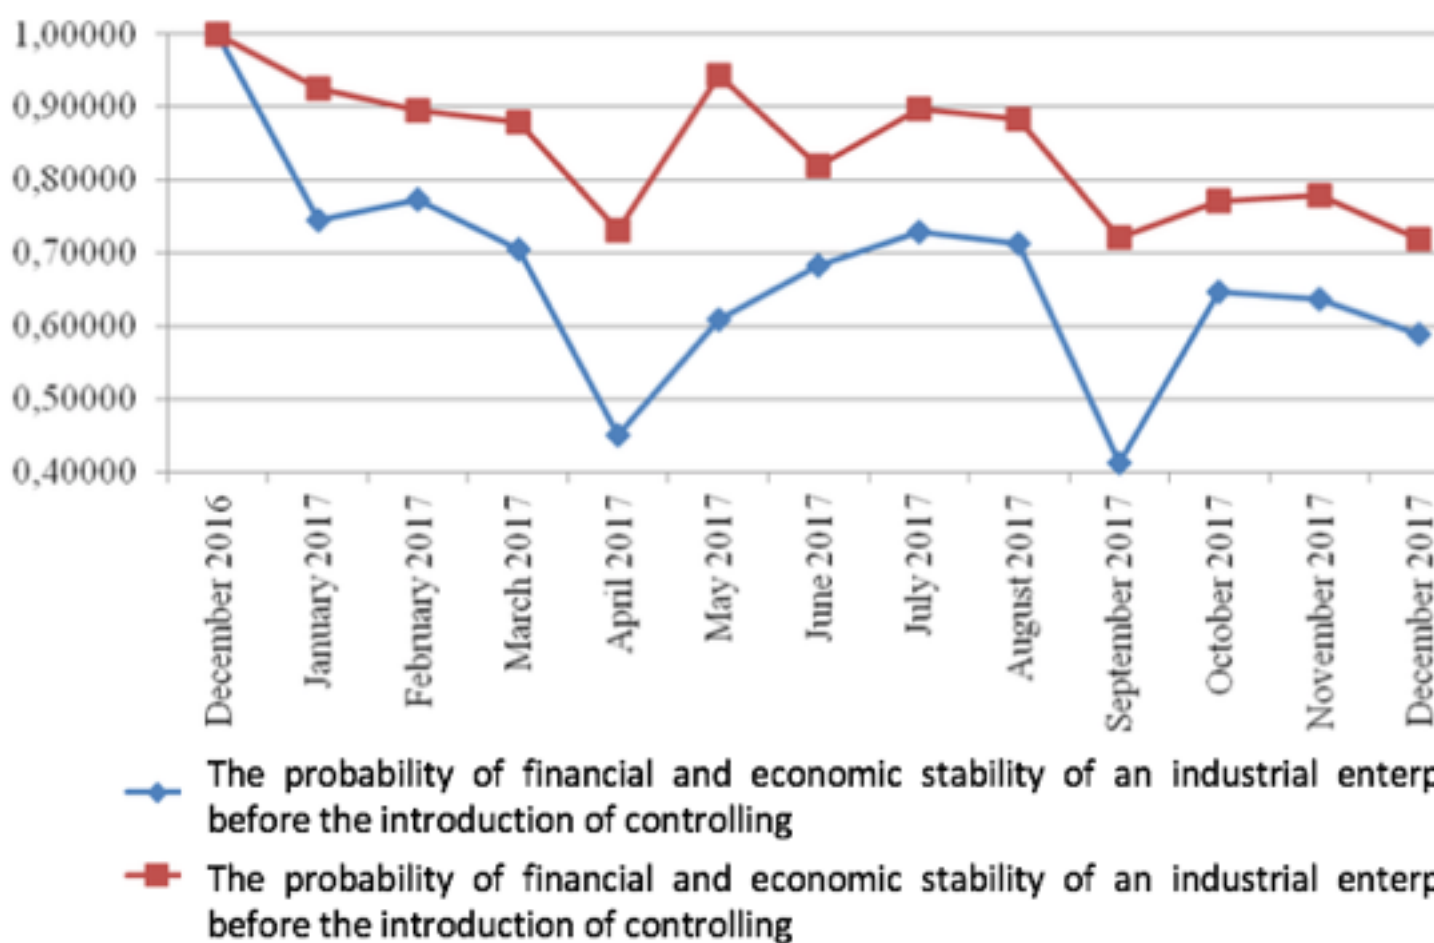 1,00000
0,90000
0,80000
0,70000
0,60000
0,50000
0,40000
December 2016
January 2017
February 2017
March 2017
April 2017
May 2017
June 2017
July 2017
August 2017
September 2017
October 2017
November 2017
December 2017
The probability of financial and economic stability of an industrial enterp
before the introduction of controlling
The probability of financial and economic stability of an industrial enterp
before the introduction of controlling